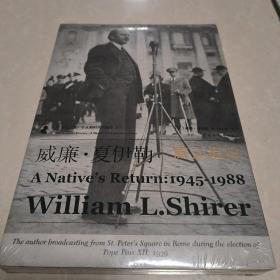 威廉·夏伊勒
A Native's Return:1945-1988
William L.Shirer
The author broadcasting from St. Peter's Square in Rome during the election of
Pope Pius XII, 1939